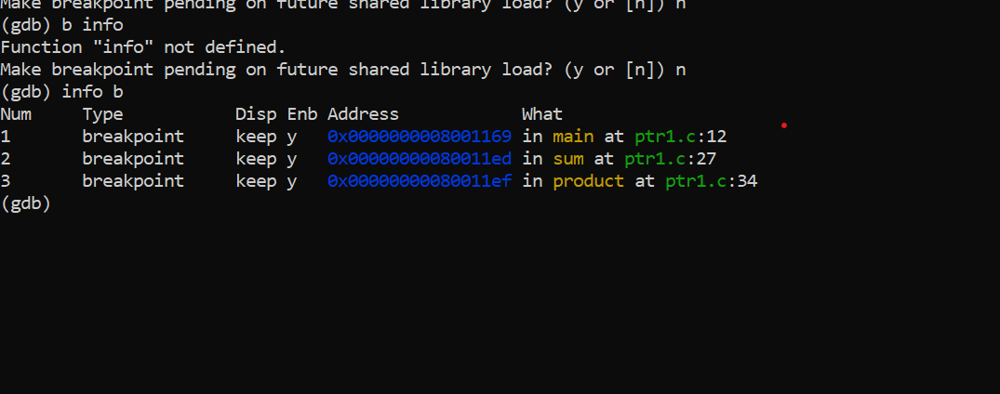 Make breakpoint pending on future shared library load? (y or [n]) n
(gdb) b info
Function "info" not defined.
Make breakpoint pending on future shared library load? (y or [n]) n
(gdb) info b
Num     Type           Disp Enb Address            What
1       breakpoint     keep y   0x0000000008001169 in main at ptr1.c:12
2       breakpoint     keep y   0x00000000080011ed in sum at ptr1.c:27
3       breakpoint     keep y   0x00000000080011ef in product at ptr1.c:34
(gdb)